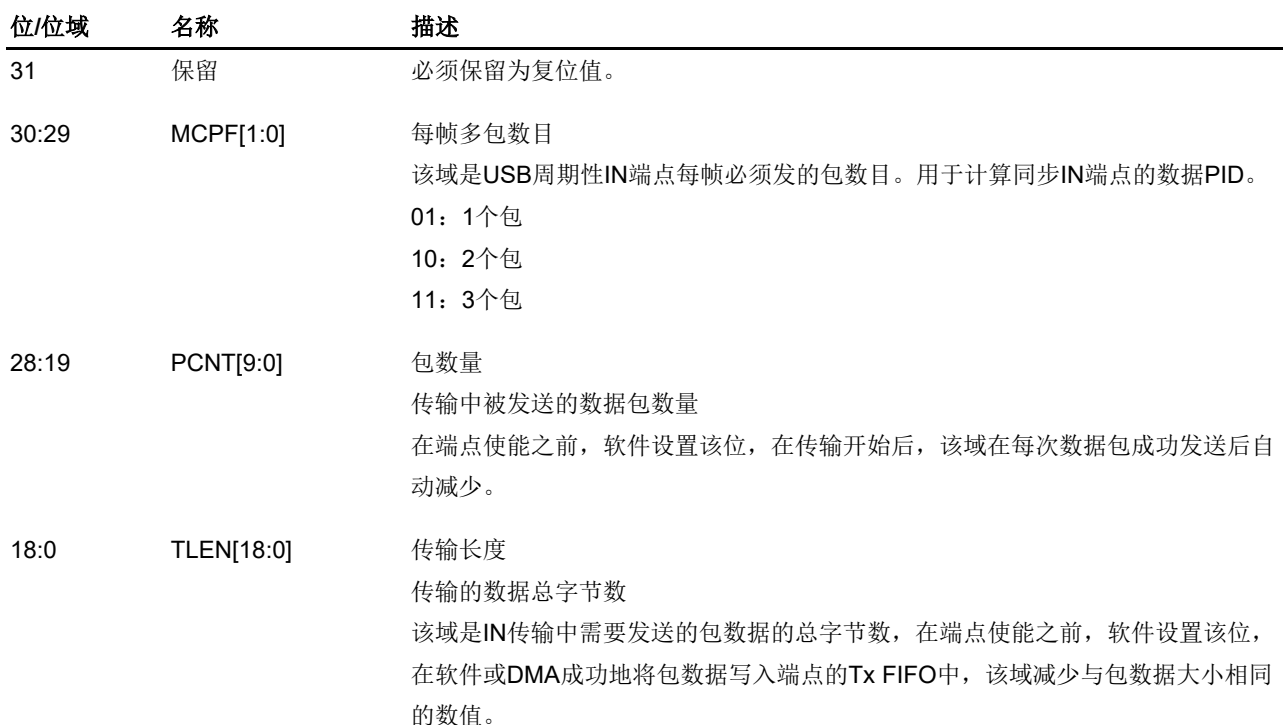 位/位域 名称 描述
31 保留 必须保留为复位值。
30:29 MCPF[1:0] 每帧多包数目
该域是USB周期性IN端点每帧必须发的包数目。用于计算同步IN端点的数据PID。
01：1个包
10：2个包
11：3个包
28:19 PCNT[9:0] 包数量
传输中被发送的数据包数量
在端点使能之前，软件设置该位，在传输开始后，该域在每次数据包成功发送后自
动减少。
18:0 TLEN[18:0] 传输长度
传输的数据总字节数
该域是IN传输中需要发送的包数据的总字节数，在端点使能之前，软件设置该位，
在软件或DMA成功地将包数据写入端点的Tx FIFO中，该域减少与包数据大小相同
的数值。